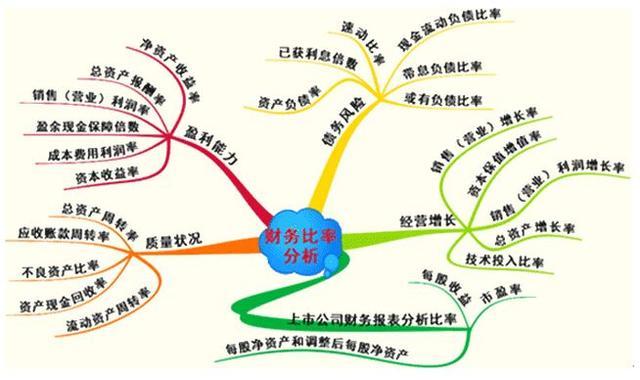 财务比率
分析
盈利能力
净资产收益率
总资产报酬率
销售（营业）利润率
盈余现金保障倍数
成本费用利润率
资本收益率
债务风险
资产负债率
已获利息倍数
速动比率
现金流动负债比率
带息负债比率
或有负债比率
经营增长
销售（营业）增长率
资本保值增值率
销售（营业）利润增长率
总资产增长率
技术投入比率
上市公司财务报表分析比率
每股收益
市盈率
每股净资产和调整后每股净资产
质量状况
总资产周转率
应收账款周转率
不良资产比率
资产现金回收率
流动资产周转率